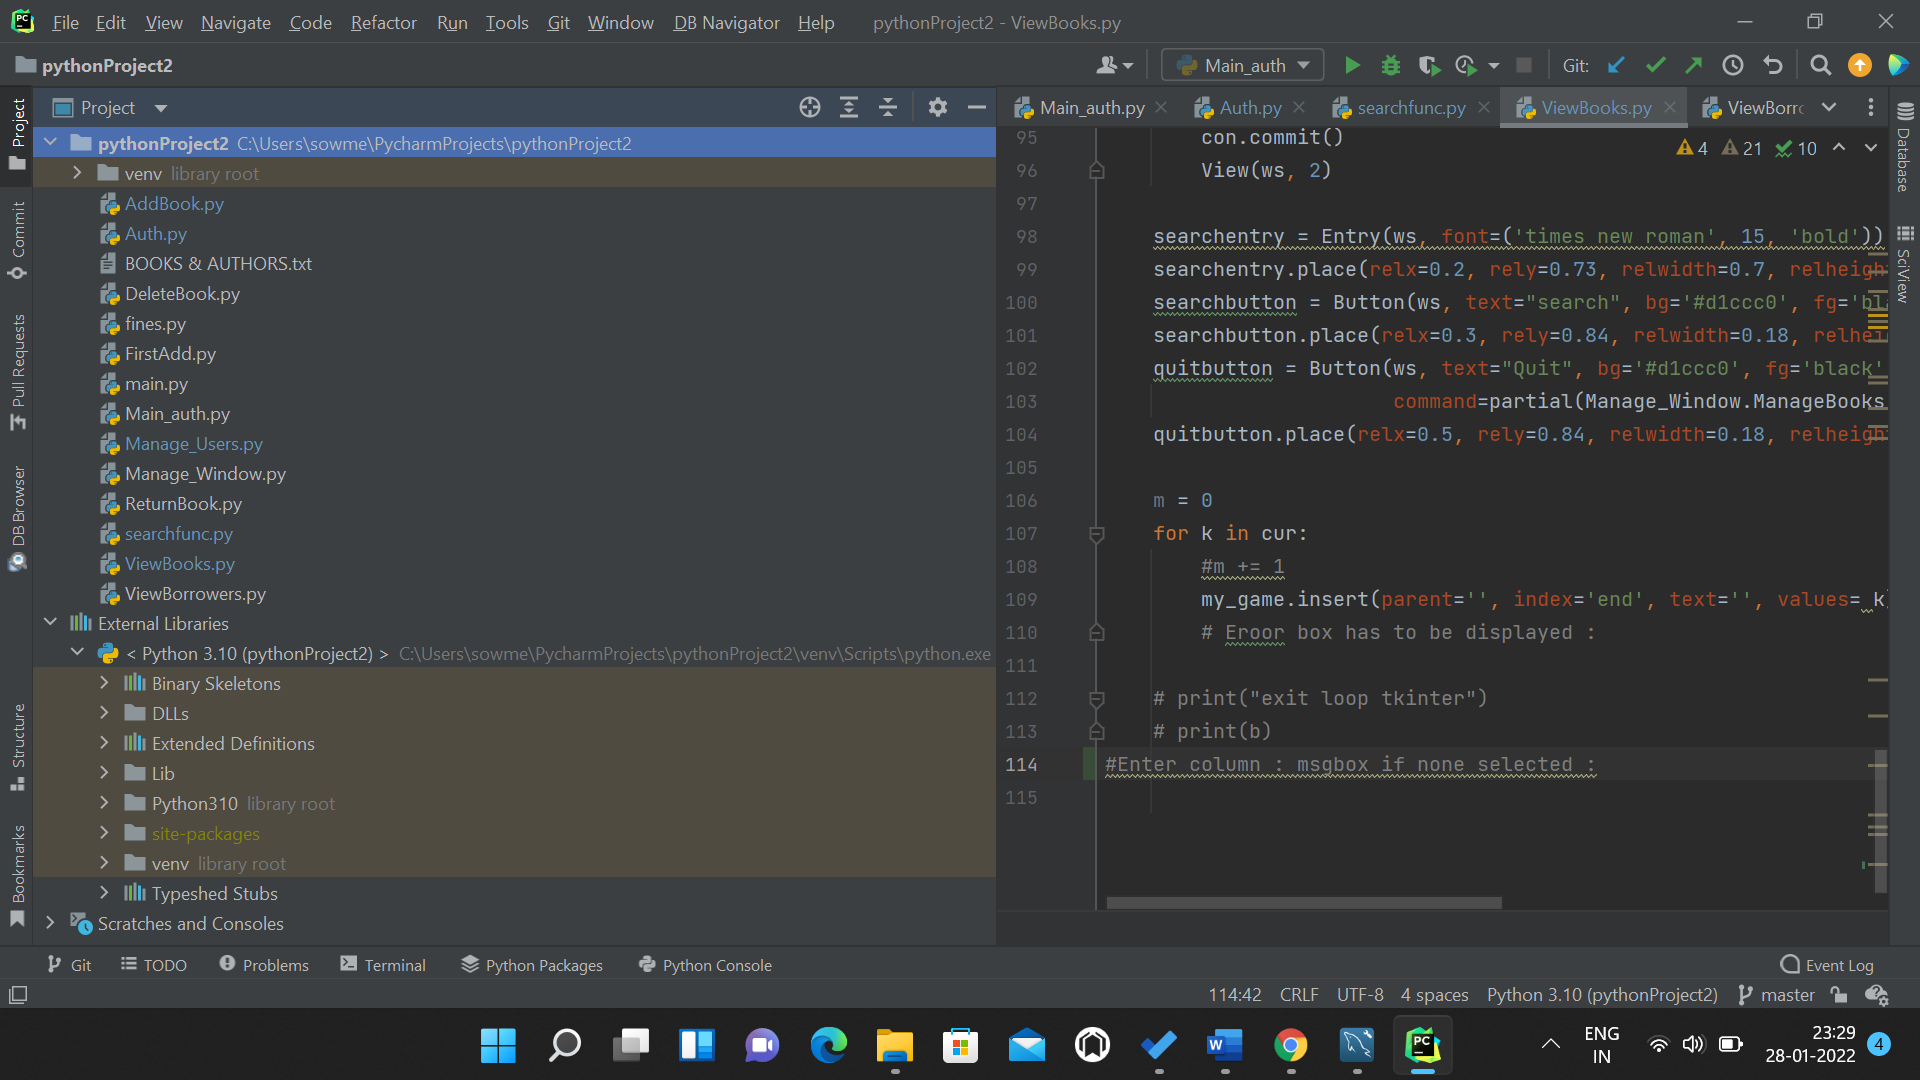 File Edit View Navigate Code Refactor Run Tools Git Window DB Navigator Help pythonProject2 - ViewBooks.py
pythonProject2 Main_auth Git:
Project
Main_auth.py Auth.py searchfunc.py ViewBooks.py ViewBorr
pythonProject2 C:\Users\sowme\PycharmProjects\pythonProject2
venv library root
AddBook.py
Auth.py
BOOKS & AUTHORS.txt
DeleteBook.py
fines.py
FirstAdd.py
main.py
Main_auth.py
Manage_Users.py
Manage_Window.py
ReturnBook.py
searchfunc.py
ViewBooks.py
ViewBorrowers.py
External Libraries
< Python 3.10 (pythonProject2) > C:\Users\sowme\PycharmProjects\pythonProject2\venv\Scripts\python.exe
Binary Skeletons
DLLs
Extended Definitions
Lib
Python310 library root
site-packages
venv library root
Typeshed Stubs
Scratches and Consoles
Project
Commit
Pull Requests
DB Browser
Structure
Bookmarks
4 21 10
95 con.commit()
96 View(ws, 2)
97
98 searchentry = Entry(ws, font=('times new roman', 15, 'bold'))
99 searchentry.place(relx=0.2, rely=0.73, relwidth=0.7, relheigh
100 searchbutton = Button(ws, text="search", bg='#d1ccc0', fg='bl
101 searchbutton.place(relx=0.3, rely=0.84, relwidth=0.18, relhei
102 quitbutton = Button(ws, text="Quit", bg='#d1ccc0', fg='black'
103 command=partial(Manage_Window.ManageBooks
104 quitbutton.place(relx=0.5, rely=0.84, relwidth=0.18, relheigh
105
106 m = 0
107 for k in cur:
108 #m += 1
109 my_game.insert(parent='', index='end', text='', values= k)
110 # Eroor box has to be displayed :
111
112 # print("exit loop tkinter")
113 # print(b)
114 #Enter column : msgbox if none selected :
115
Database
SciView
Git TODO Problems Terminal Python Packages Python Console Event Log
114:42 CRLF UTF-8 4 spaces Python 3.10 (pythonProject2) master
ENG
IN
23:29
28-01-2022
4